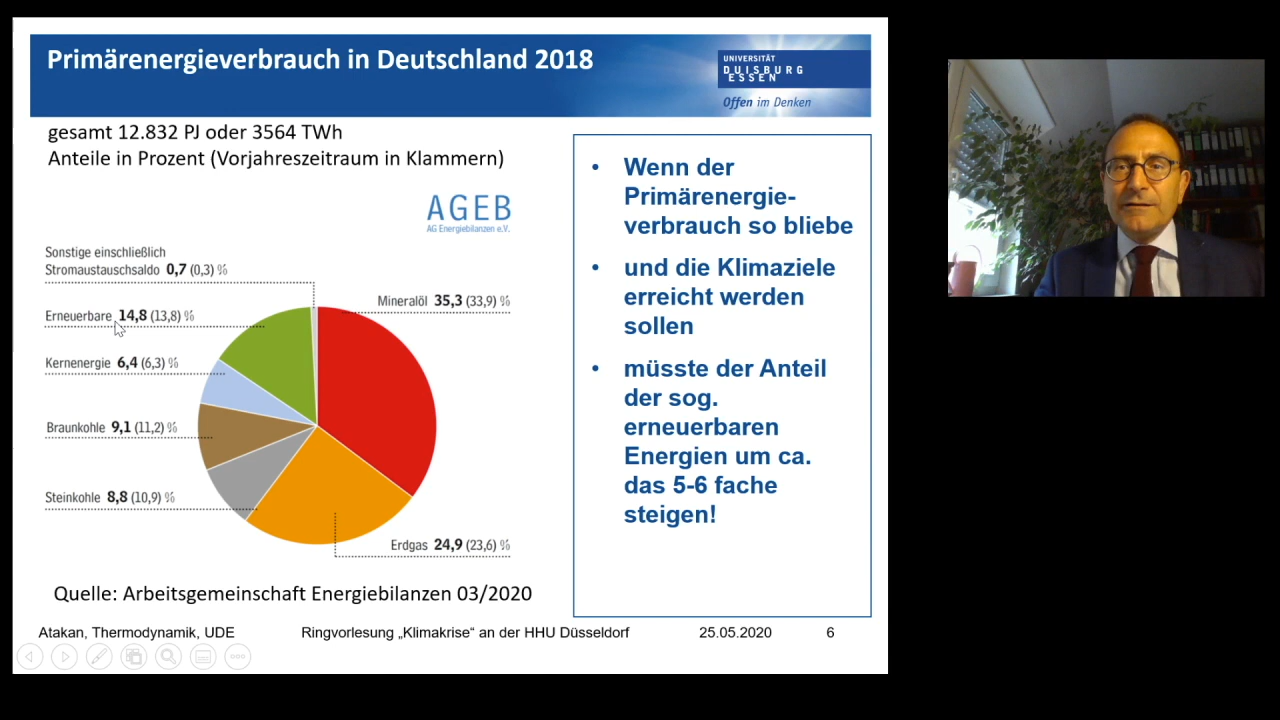 Primärenergieverbrauch in Deutschland 2018
UNIVERSITÄT
DUISBURG
ESSEN
Offen im Denken
gesamt 12.832 PJ oder 3564 TWh
Anteile in Prozent (Vorjahreszeitraum in Klammern)
AGEB
AG Energiebilanzen e.V.
Sonstige einschließlich
Stromaustauschsaldo 0,7 (0,3) %
Mineralöl 35,3 (33,9) %
Erneuerbare 14,8 (13,8) %
Kernenergie 6,4 (6,3) %
Braunkohle 9,1 (11,2) %
Steinkohle 8,8 (10,9) %
Erdgas 24,9 (23,6) %
Quelle: Arbeitsgemeinschaft Energiebilanzen 03/2020
• Wenn der
Primärenergie-
verbrauch so bliebe
• und die Klimaziele
erreicht werden
sollen
• müsste der Anteil
der sog.
erneuerbaren
Energien um ca.
das 5-6 fache
steigen!
Atakan, Thermodynamik, UDE
Ringvorlesung „Klimakrise“ an der HHU Düsseldorf
25.05.2020
6